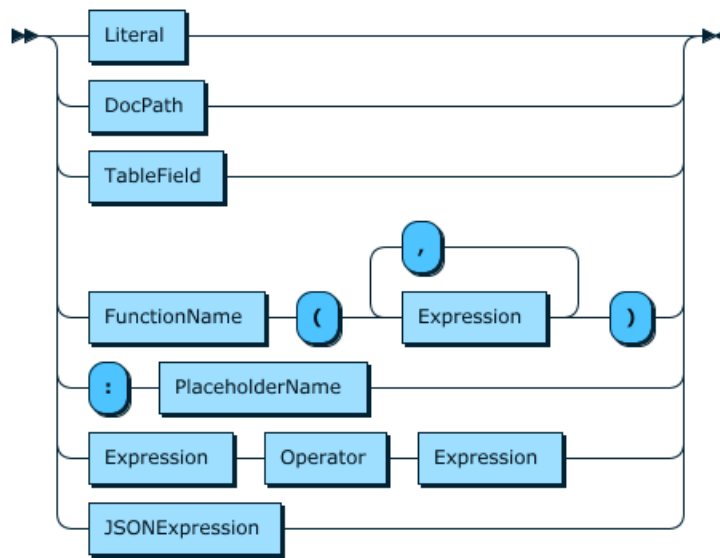 Literal
DocPath
TableField
,
FunctionName ( Expression )
: PlaceholderName
Expression Operator Expression
JSONExpression